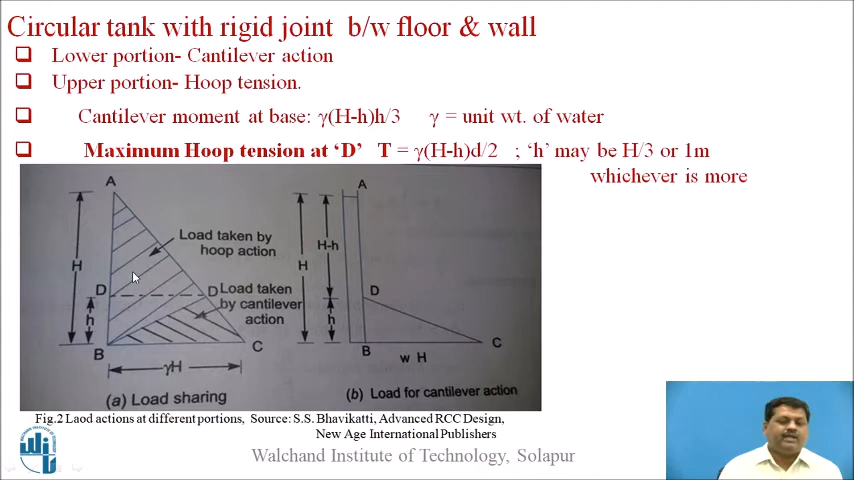 Circular tank with rigid joint b/w floor & wall
❑ Lower portion- Cantilever action
❑ Upper portion- Hoop tension.
❑ Cantilever moment at base: γ(H-h)h/3 γ = unit wt. of water
❑ Maximum Hoop tension at ‘D’ T = γ(H-h)d/2 ; ‘h’ may be H/3 or 1m
whichever is more
A
Load taken by
hoop action
H
D
D
Load taken
by cantilever
action
h
B
C
γH
(a) Load sharing
A
H-h
H
D
h
B
C
w H
(b) Load for cantilever action
Fig.2 Laod actions at different portions, Source: S.S. Bhavikatti, Advanced RCC Design,
New Age International Publishers
Walchand Institute of Technology, Solapur